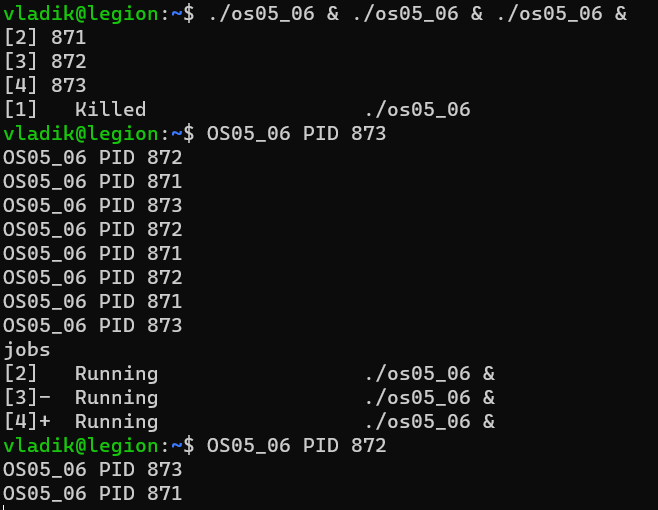 vladik@legion:~$ ./os05_06 & ./os05_06 & ./os05_06 &
[2] 871
[3] 872
[4] 873
[1]   Killed                  ./os05_06
vladik@legion:~$ OS05_06 PID 873
OS05_06 PID 872
OS05_06 PID 871
OS05_06 PID 873
OS05_06 PID 872
OS05_06 PID 871
OS05_06 PID 872
OS05_06 PID 871
OS05_06 PID 873
jobs
[2]   Running                 ./os05_06 &
[3]-  Running                 ./os05_06 &
[4]+  Running                 ./os05_06 &
vladik@legion:~$ OS05_06 PID 872
OS05_06 PID 873
OS05_06 PID 871